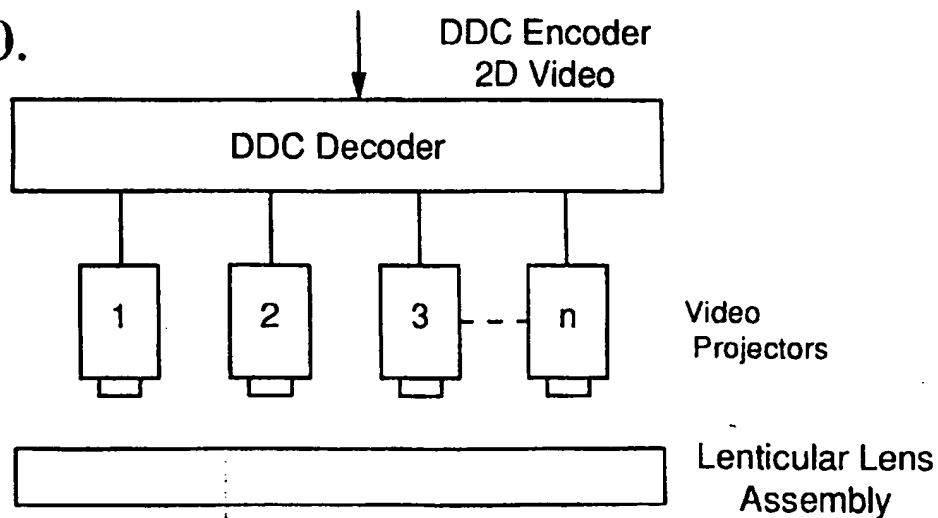 DDC Encoder
2D Video
DDC Decoder
1 2 3 n
Video
Projectors
Lenticular Lens
Assembly